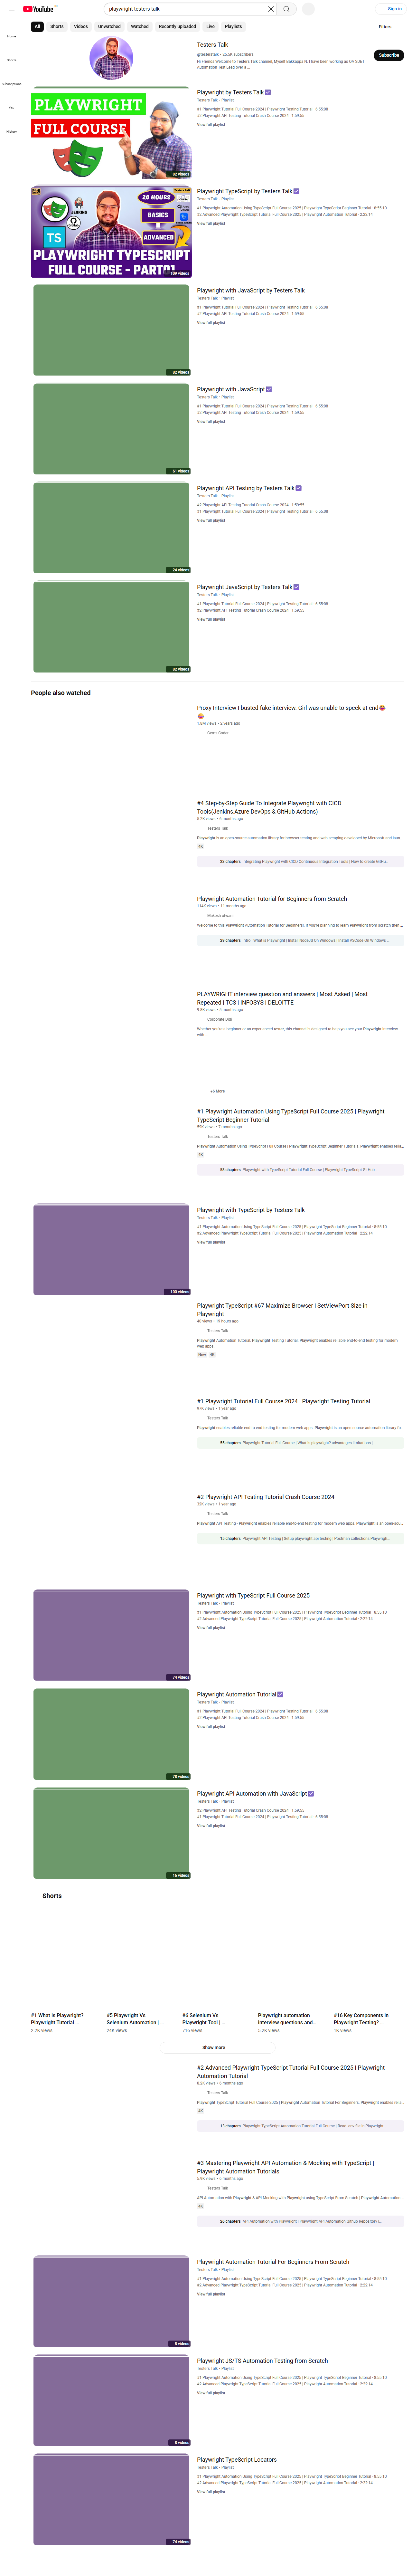 YouTube
playwright testers talk
Sign in
Home
Shorts
Subscriptions
You
History
All
Shorts
Videos
Unwatched
Watched
Recently uploaded
Live
Playlists
Filters
Testers Talk
@testerstalk • 25.9K subscribers
Hi Friends! Welcome to Testers Talk channel, Myself Bakkappa N. I have been working as QA SDET
Automation Test Lead over a ...
Subscribe
PLAYWRIGHT
FULL COURSE
82 videos
Playwright by Testers Talk☑️
Testers Talk • Playlist
#1 Playwright Tutorial Full Course 2024 | Playwright Testing Tutorial · 6:55:08
#2 Playwright API Testing Tutorial Crash Course 2024 · 1:59:55
View full playlist
Testers Talk
20 HOURS
JENKINS
BASICS
ADVANCED
TS
PLAYWRIGHT TYPESCRIPT
FULL COURSE - PART01
109 videos
Playwright TypeScript by Testers Talk☑️
Testers Talk • Playlist
#1 Playwright Automation Using TypeScript Full Course 2025 | Playwright TypeScript Beginner Tutorial · 8:55:10
#2 Advanced Playwright TypeScript Tutorial Full Course 2025 | Playwright Automation Tutorial · 2:22:14
View full playlist
82 videos
Playwright with JavaScript by Testers Talk
Testers Talk • Playlist
#1 Playwright Tutorial Full Course 2024 | Playwright Testing Tutorial · 6:55:08
#2 Playwright API Testing Tutorial Crash Course 2024 · 1:59:55
View full playlist
61 videos
Playwright with JavaScript☑️
Testers Talk • Playlist
#1 Playwright Tutorial Full Course 2024 | Playwright Testing Tutorial · 6:55:08
#2 Playwright API Testing Tutorial Crash Course 2024 · 1:59:55
View full playlist
24 videos
Playwright API Testing by Testers Talk☑️
Testers Talk • Playlist
#2 Playwright API Testing Tutorial Crash Course 2024 · 1:59:55
#1 Playwright Tutorial Full Course 2024 | Playwright Testing Tutorial · 6:55:08
View full playlist
82 videos
Playwright JavaScript by Testers Talk☑️
Testers Talk • Playlist
#1 Playwright Tutorial Full Course 2024 | Playwright Testing Tutorial · 6:55:08
#2 Playwright API Testing Tutorial Crash Course 2024 · 1:59:55
View full playlist
People also watched
Proxy Interview I busted fake interview. Girl was unable to speak at end😂
😂
1.8M views • 2 years ago
Gems Coder
#4 Step-by-Step Guide To Integrate Playwright with CICD
Tools(Jenkins,Azure DevOps & GitHub Actions)
3.2K views • 6 months ago
Testers Talk
Playwright is an open-source automation library for browser testing and web scraping developed by Microsoft and laun...
4K
23 chapters Integrating Playwright with CICD Continuous Integration Tools | How to create GitHu...
Playwright Automation Tutorial for Beginners from Scratch
114K views • 11 months ago
Mukesh otwani
Welcome to this Playwright Automation Tutorial for Beginners! If you're planning to learn Playwright from scratch then ...
29 chapters Intro | What is Playwright | Install NodeJS On Windows | Install VSCode On Windows ...
PLAYWRIGHT interview question and answers | Most Asked | Most
Repeated | TCS | INFOSYS | DELOITTE
5.8K views • 5 months ago
Corporate Didi
Whether you're a beginner or an experienced tester, this channel is designed to help you ace your Playwright interview
with ...
+6 More
#1 Playwright Automation Using TypeScript Full Course 2025 | Playwright
TypeScript Beginner Tutorial
59K views • 7 months ago
Testers Talk
Playwright Automation Using TypeScript Full Course | Playwright TypeScript Beginner Tutorials. Playwright enables relia...
4K
58 chapters Playwright with TypeScript Tutorial Full Course | Playwright TypeScript GitHub...
100 videos
Playwright with TypeScript by Testers Talk
Testers Talk • Playlist
#1 Playwright Automation Using TypeScript Full Course 2025 | Playwright TypeScript Beginner Tutorial · 8:55:10
#2 Advanced Playwright TypeScript Tutorial Full Course 2025 | Playwright Automation Tutorial · 2:22:14
View full playlist
Playwright TypeScript #67 Maximize Browser | SetViewPort Size in
Playwright
40 views • 19 hours ago
Testers Talk
Playwright Automation Tutorial. Playwright Testing Tutorial. Playwright enables reliable end-to-end testing for modern
web apps.
New
4K
#1 Playwright Tutorial Full Course 2024 | Playwright Testing Tutorial
97K views • 1 year ago
Testers Talk
Playwright enables reliable end-to-end testing for modern web apps. Playwright is an open-source automation library fo...
55 chapters Playwright Tutorial Full Course | What is playwright? advantages limitations |...
#2 Playwright API Testing Tutorial Crash Course 2024
32K views • 1 year ago
Testers Talk
Playwright API Testing - Playwright enables reliable end-to-end testing for modern web apps. Playwright is an open-sou...
15 chapters Playwright API Testing | Setup playwright api testing | Postman collections Playwrigh...
74 videos
Playwright with TypeScript Full Course 2025
Testers Talk • Playlist
#1 Playwright Automation Using TypeScript Full Course 2025 | Playwright TypeScript Beginner Tutorial · 8:55:10
#2 Advanced Playwright TypeScript Tutorial Full Course 2025 | Playwright Automation Tutorial · 2:22:14
View full playlist
78 videos
Playwright Automation Tutorial☑️
Testers Talk • Playlist
#1 Playwright Tutorial Full Course 2024 | Playwright Testing Tutorial · 6:55:08
#2 Playwright API Testing Tutorial Crash Course 2024 · 1:59:55
View full playlist
16 videos
Playwright API Automation with JavaScript☑️
Testers Talk • Playlist
#2 Playwright API Testing Tutorial Crash Course 2024 · 1:59:55
#1 Playwright Tutorial Full Course 2024 | Playwright Testing Tutorial · 6:55:08
View full playlist
Shorts
#1 What is Playwright?
Playwright Tutorial ...
2.2K views
#5 Playwright Vs
Selenium Automation | ...
24K views
#6 Selenium Vs
Playwright Tool | ...
716 views
Playwright automation
interview questions and...
5.2K views
#16 Key Components in
Playwright Testing? ...
1K views
Show more
#2 Advanced Playwright TypeScript Tutorial Full Course 2025 | Playwright
Automation Tutorial
8.3K views • 6 months ago
Testers Talk
Playwright TypeScript Tutorial Full Course 2025 | Playwright Automation Tutorial For Beginners. Playwright enables relia...
4K
13 chapters Playwright TypeScript Automation Tutorial Full Course | Read .env file in Playwright...
#3 Mastering Playwright API Automation & Mocking with TypeScript |
Playwright Automation Tutorials
5.9K views • 6 months ago
Testers Talk
API Automation with Playwright & API Mocking with Playwright using TypeScript From Scratch | Playwright Automation ...
4K
26 chapters API Automation with Playwright | Playwright API Automation Github Repository |...
8 videos
Playwright Automation Tutorial For Beginners From Scratch
Testers Talk • Playlist
#1 Playwright Automation Using TypeScript Full Course 2025 | Playwright TypeScript Beginner Tutorial · 8:55:10
#2 Advanced Playwright TypeScript Tutorial Full Course 2025 | Playwright Automation Tutorial · 2:22:14
View full playlist
8 videos
Playwright JS/TS Automation Testing from Scratch
Testers Talk • Playlist
#1 Playwright Automation Using TypeScript Full Course 2025 | Playwright TypeScript Beginner Tutorial · 8:55:10
#2 Advanced Playwright TypeScript Tutorial Full Course 2025 | Playwright Automation Tutorial · 2:22:14
View full playlist
74 videos
Playwright TypeScript Locators
Testers Talk • Playlist
#1 Playwright Automation Using TypeScript Full Course 2025 | Playwright TypeScript Beginner Tutorial · 8:55:10
#2 Advanced Playwright TypeScript Tutorial Full Course 2025 | Playwright Automation Tutorial · 2:22:14
View full playlist